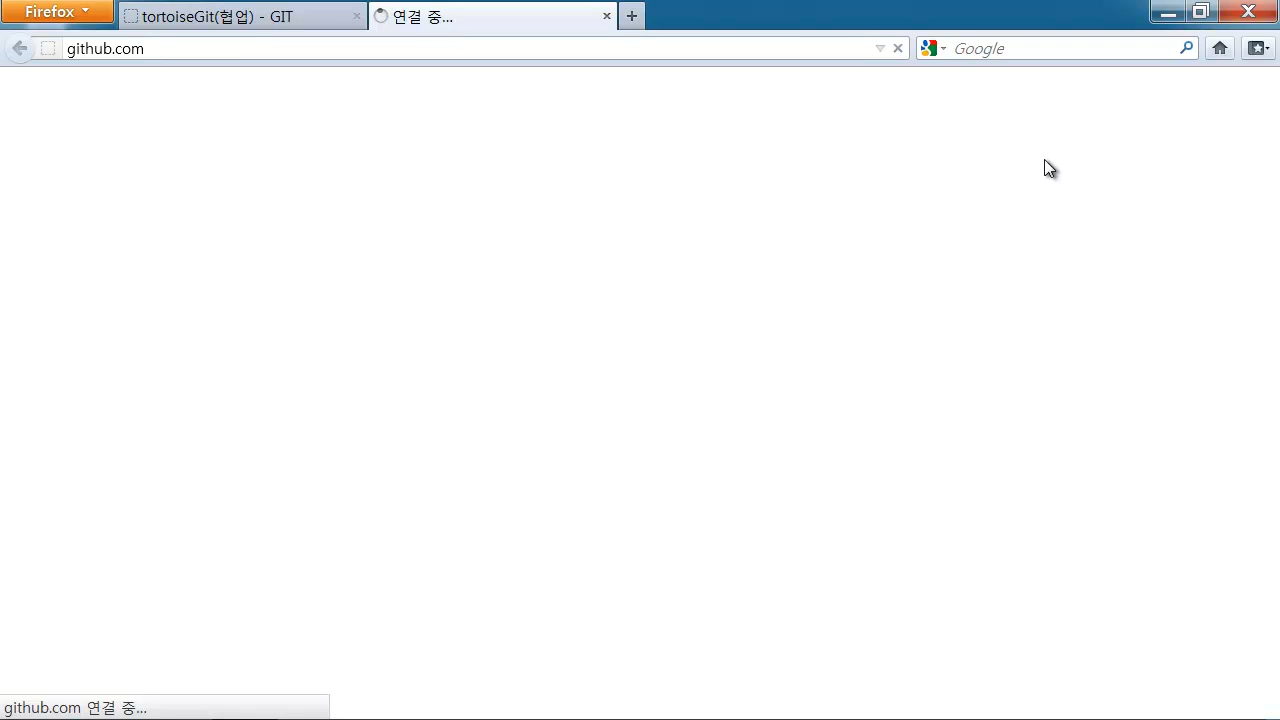 Firefox
tortoiseGit(협업) - GIT
연결 중...
github.com
Google
github.com 연결 중...